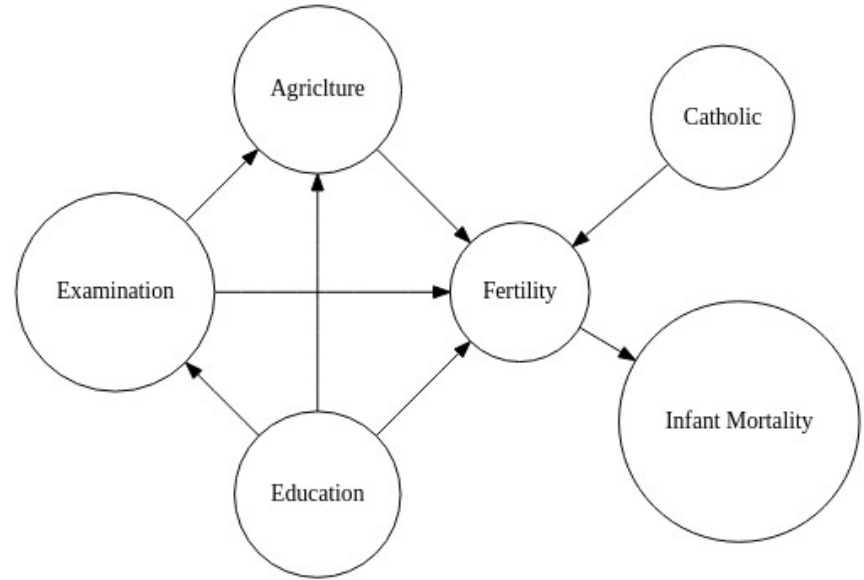 Agriclture
Catholic
Examination
Fertility
Infant Mortality
Education